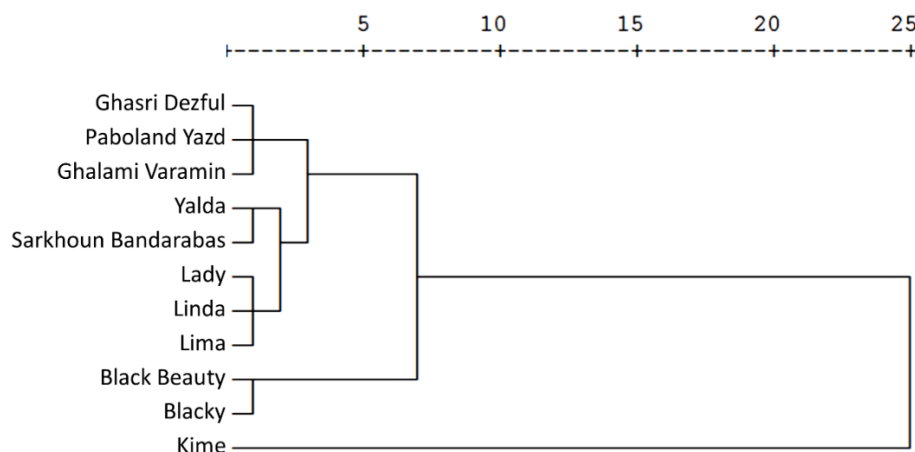 5 10 15 20 25
Ghasri Dezful
Paboland Yazd
Ghalami Varamin
Yalda
Sarkhoun Bandarabas
Lady
Linda
Lima
Black Beauty
Blacky
Kime